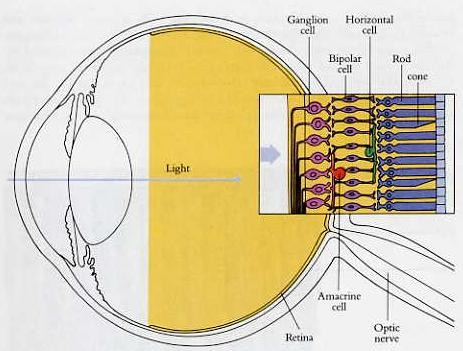 Ganglion
cell
Horizontal
cell
Bipolar
cell
Rod
cone
Light
Amacrine
cell
Retina
Optic
nerve